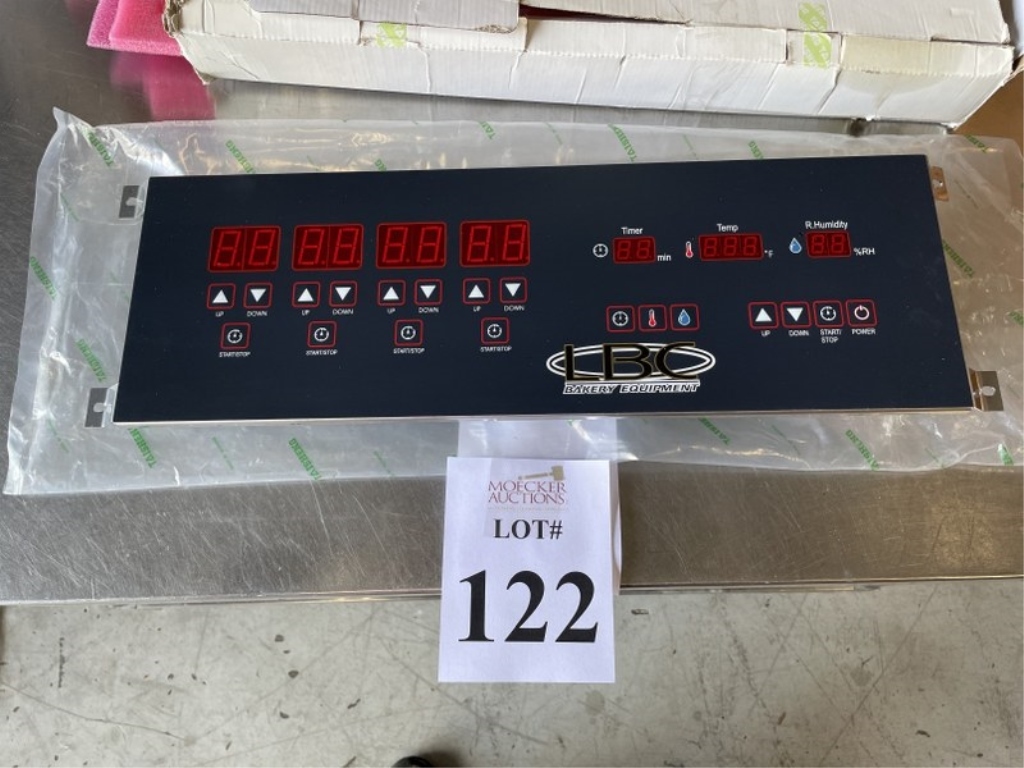 Timer
Temp
R.Humidity
min
°F
%RH
UP DOWN
UP DOWN
UP DOWN
UP DOWN
START/STOP
START/STOP
START/STOP
START/STOP
UP DOWN START/ STOP POWER
LBC
BAKERY EQUIPMENT
TAISBERG
MOECKER
AUCTIONS
LOT#
122